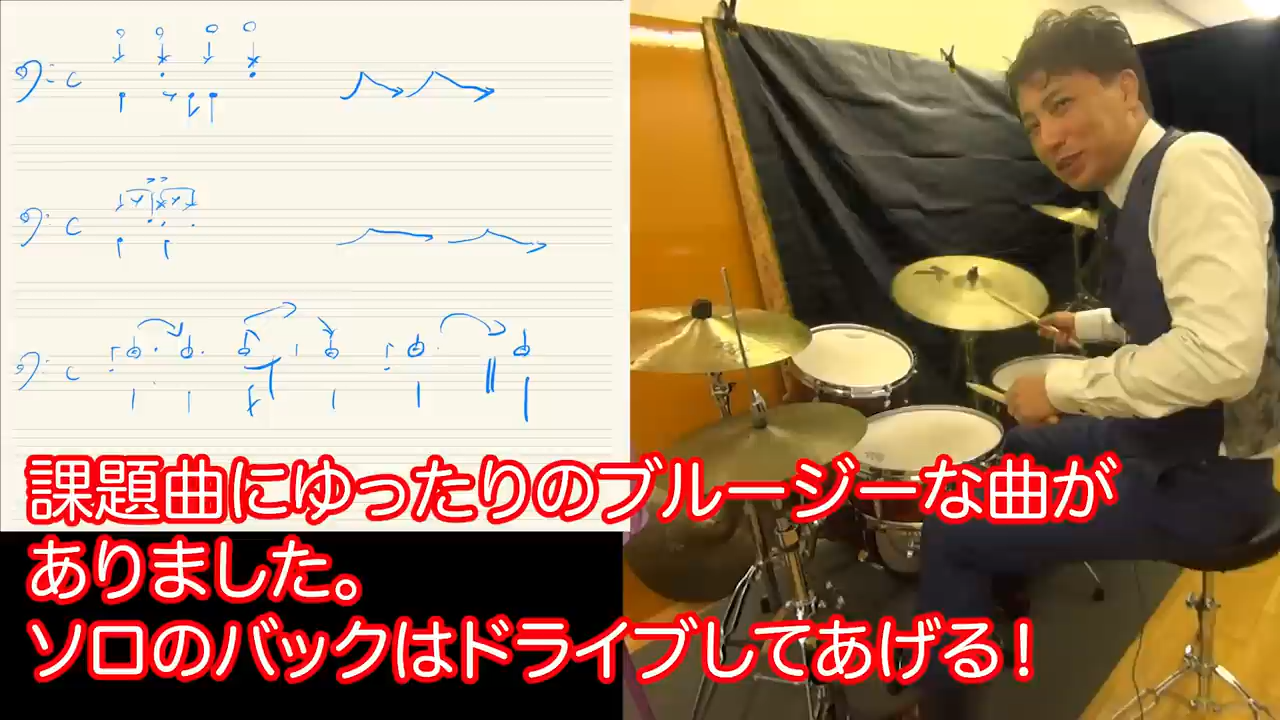 課題曲にゆったりのブルージーな曲が
ありました。
ソロのバックはドライブしてあげる!